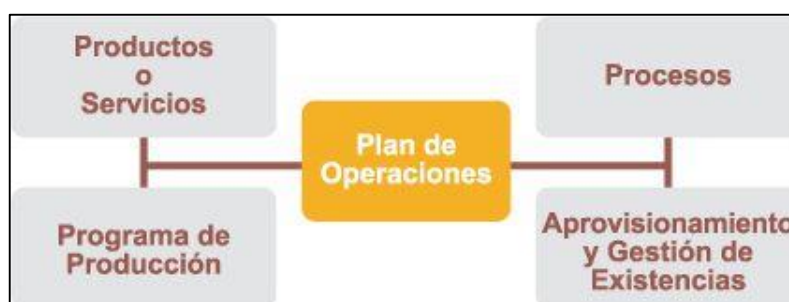 Productos
o
Servicios
Procesos
Plan de
Operaciones
Programa de
Producción
Aprovisionamiento
y Gestión de
Existencias